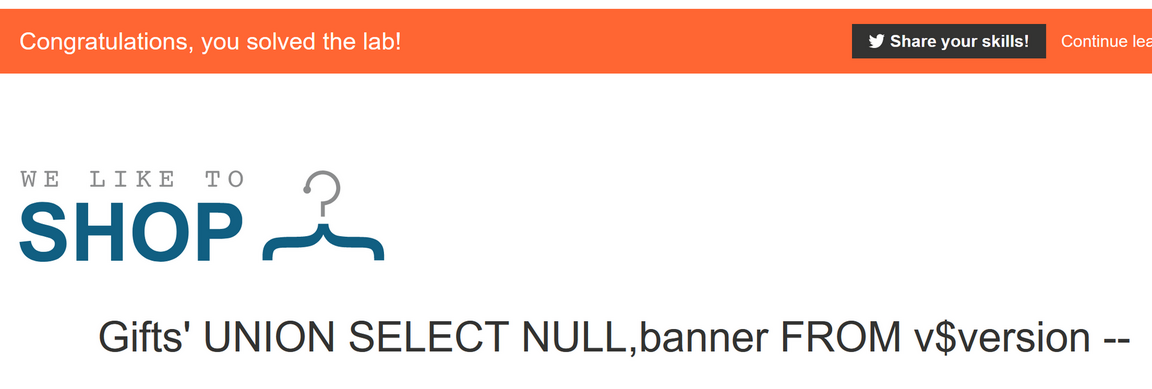 Congratulations, you solved the lab!
Share your skills!
Continue lea
WE LIKE TO
SHOP
Gifts' UNION SELECT NULL,banner FROM v$version --